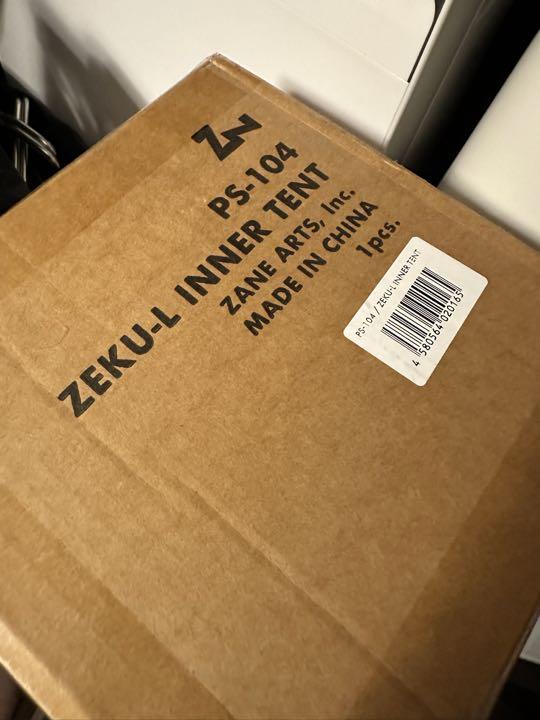 ZN
PS-104
ZEKU-L INNER TENT
ZANE ARTS, Inc.
MADE IN CHINA
1pcs.
PS-104 / ZEKU-L INNER TENT
4 580564 020165